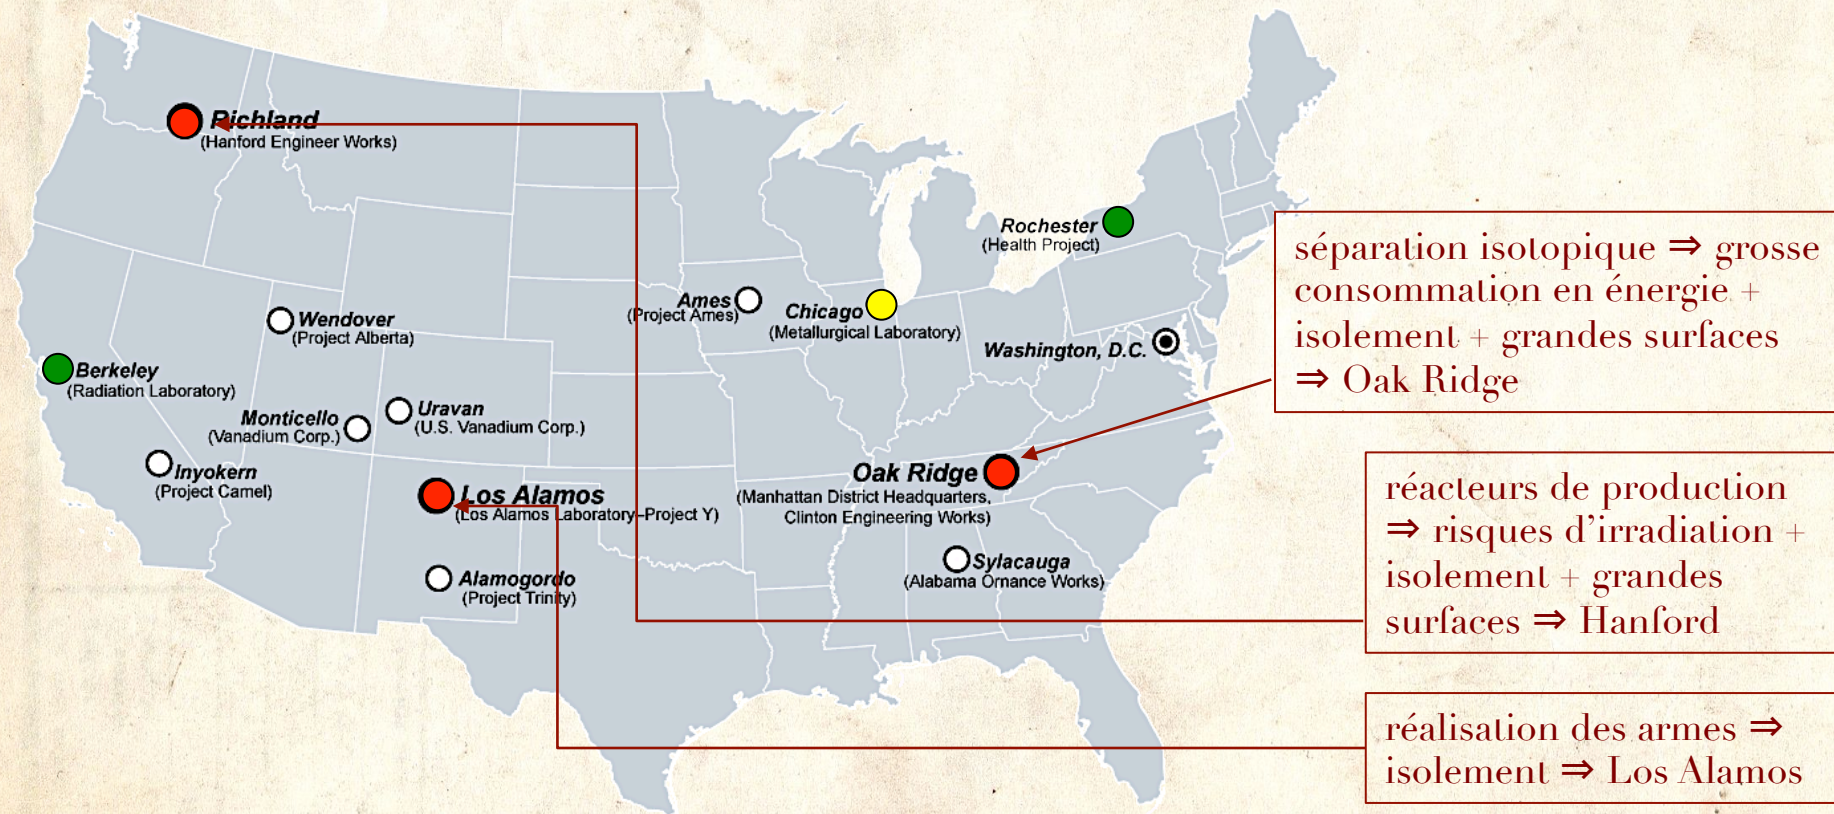 Richland
(Hanford Engineer Works)
Rochester
(Health Project)
séparation isotopique ⇒ grosse
consommation en énergie +
isolement + grandes surfaces
⇒ Oak Ridge
Ames
(Project Ames)
Chicago
(Metallurgical Laboratory)
Wendover
(Project Alberta)
Washington, D.C.
Berkeley
(Radiation Laboratory)
Monticello
(Vanadium Corp.)
Uravan
(U.S. Vanadium Corp.)
Inyokern
(Project Camel)
Los Alamos
(Los Alamos Laboratory–Project Y)
Oak Ridge
(Manhattan District Headquarters,
Clinton Engineering Works)
réacteurs de production
⇒ risques d’irradiation +
isolement + grandes
surfaces ⇒ Hanford
Alamogordo
(Project Trinity)
Sylacauga
(Alabama Ornance Works)
réalisation des armes ⇒
isolement ⇒ Los Alamos